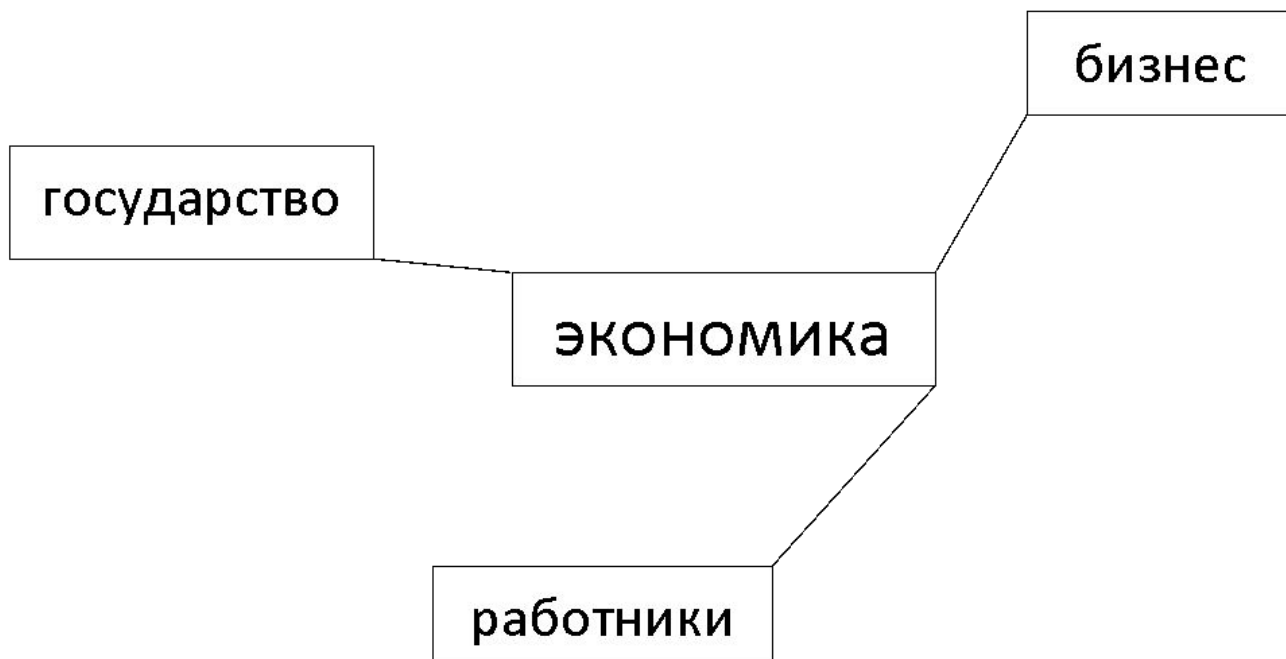 бизнес
государство
экономика
работники